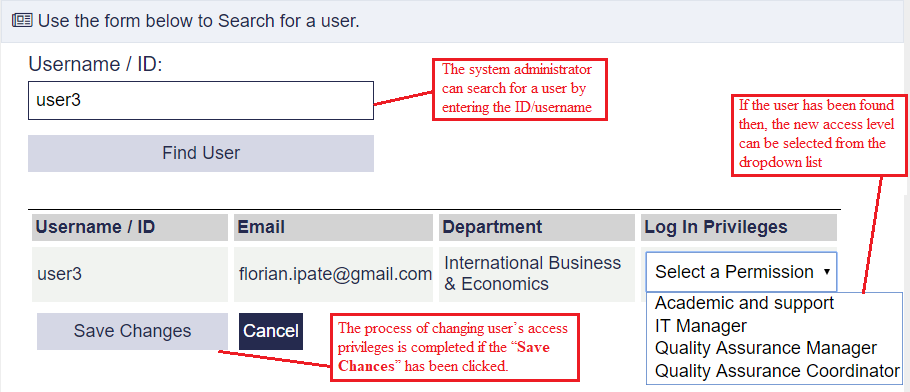 Use the form below to Search for a user.
Username / ID:
user3
Find User
The system administrator
can search for a user by
entering the ID/username
If the user has been found
then, the new access level
can be selected from the
dropdown list
Username / ID Email Department Log In Privileges
user3 florian.ipate@gmail.com International Business
& Economics
Select a Permission
Academic and support
IT Manager
Quality Assurance Manager
Quality Assurance Coordinator
Save Changes Cancel
The process of changing user's access
privileges is completed if the “Save
Chances” has been clicked.